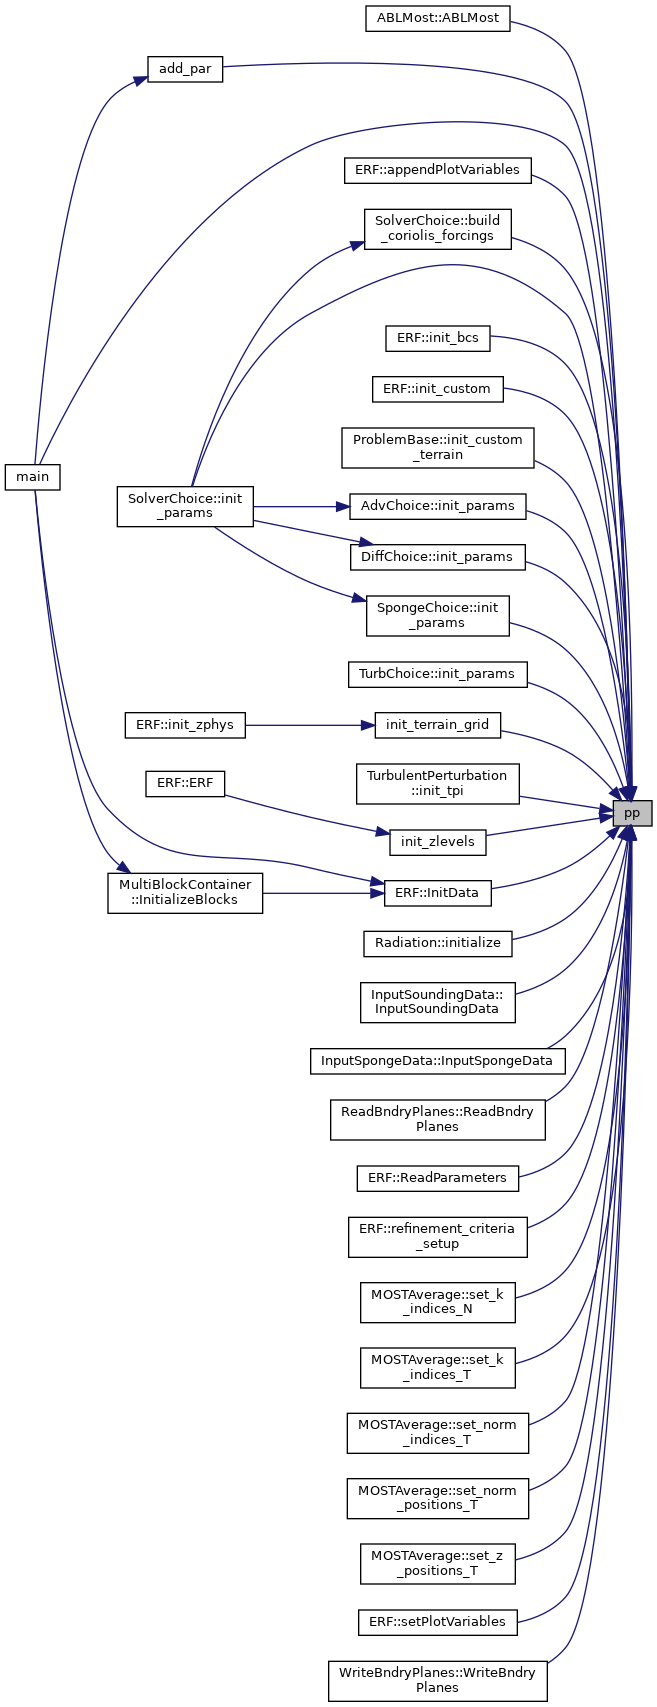 ABLMost::ABLMost
add_par
ERF::appendPlotVariables
SolverChoice::build
_coriolis_forcings
ERF::init_bcs
ERF::init_custom
ProblemBase::init_custom
_terrain
main
SolverChoice::init
_params
AdvChoice::init_params
DiffChoice::init_params
SpongeChoice::init
_params
TurbChoice::init_params
ERF::init_zphys
init_terrain_grid
TurbulentPerturbation
::init_tpi
ERF::ERF
pp
init_zlevels
MultiBlockContainer
::InitializeBlocks
ERF::InitData
Radiation::initialize
InputSoundingData::
InputSoundingData
InputSpongeData::InputSpongeData
ReadBndryPlanes::ReadBndry
Planes
ERF::ReadParameters
ERF::refinement_criteria
_setup
MOSTAverage::set_k
_indices_N
MOSTAverage::set_k
_indices_T
MOSTAverage::set_norm
_indices_T
MOSTAverage::set_norm
_positions_T
MOSTAverage::set_z
_positions_T
ERF::setPlotVariables
WriteBndryPlanes::WriteBndry
Planes